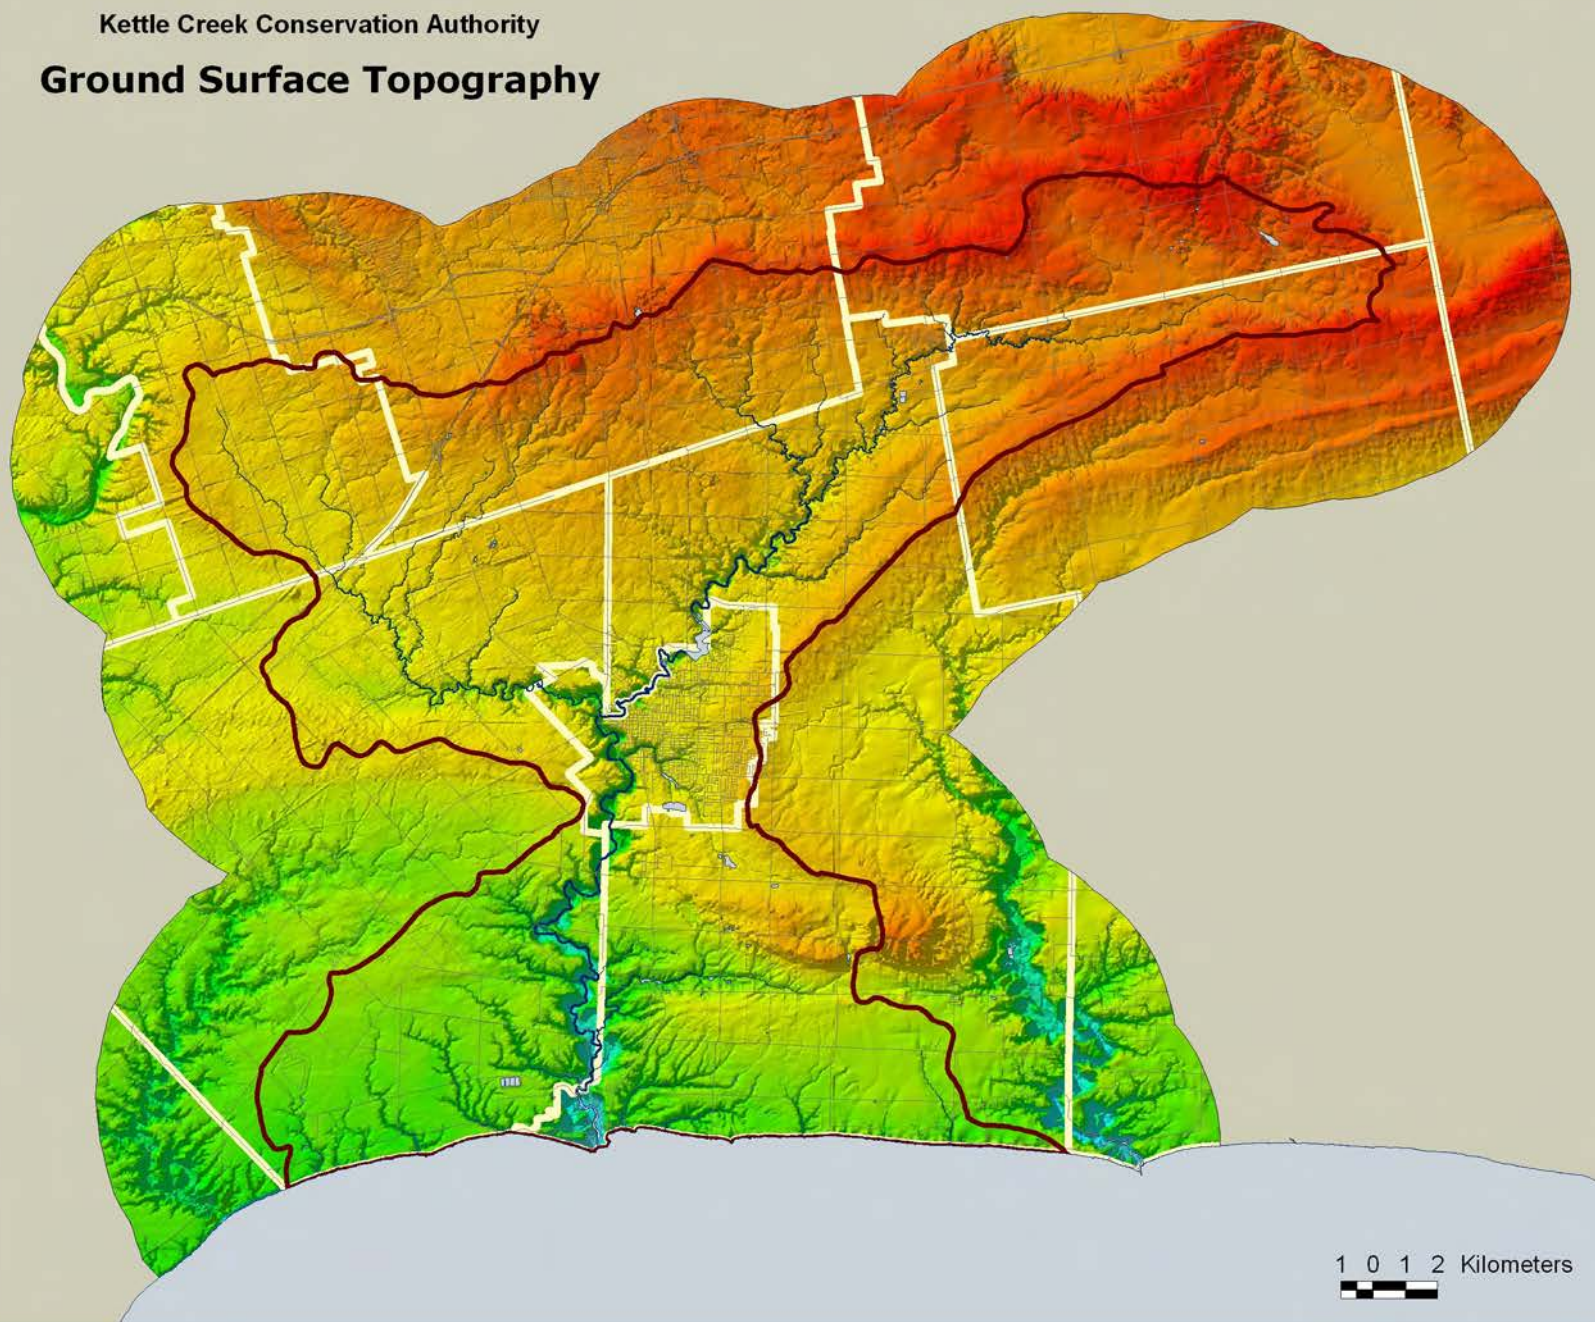 Kettle Creek Conservation Authority
Ground Surface Topography
1 0 1 2 Kilometers